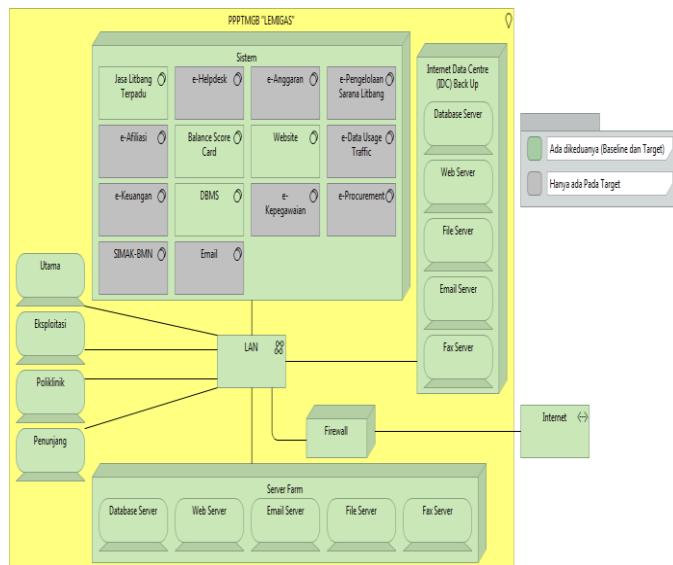 PPPTMGB "LEMIGAS"
Sistem
Jasa Litbang
Terpadu
e-Helpdesk
e-Anggaran
e-Pengelolaan
Sarana Litbang
e-Afiliasi
Balance Score
Card
Website
e-Data Usage
Traffic
e-Keuangan
DBMS
e-
Kepegawaian
e-Procurement
SIMAK-BMN
Email
Internet Data Centre
(IDC) Back Up
Database Server
Web Server
File Server
Email Server
Fax Server
Ada dikeduanya (Baseline dan Target)
Hanya ada Pada Target
Utama
Eksploitasi
Poliklinik
Penunjang
LAN
Firewall
Internet
Server Farm
Database Server
Web Server
Email Server
File Server
Fax Server